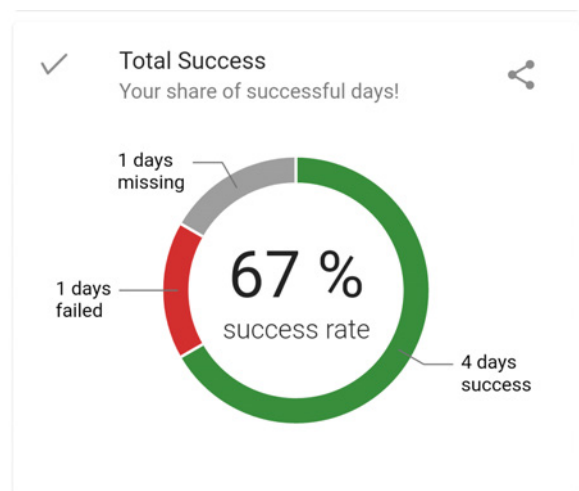 Total Success
Your share of successful days!
1 days
missing
67 %
success rate
1 days
failed
4 days
success